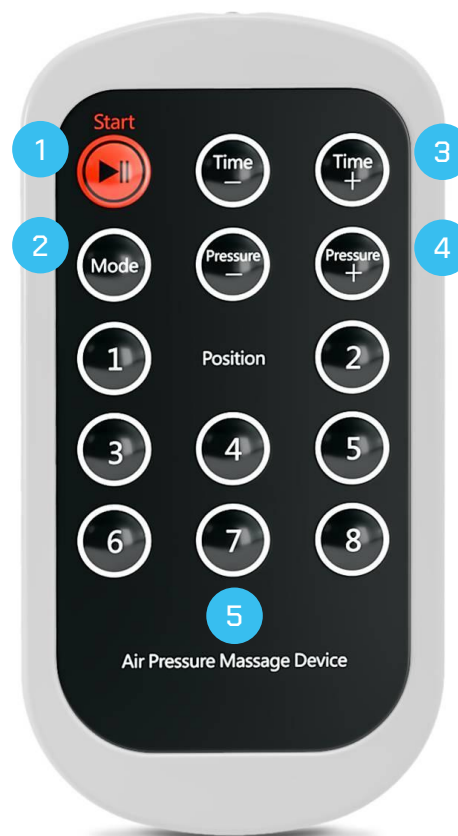 Start
1
Time −
Time +
3
2
Mode
Pressure −
Pressure +
4
1
Position
2
3
4
5
6
7
8
5
Air Pressure Massage Device